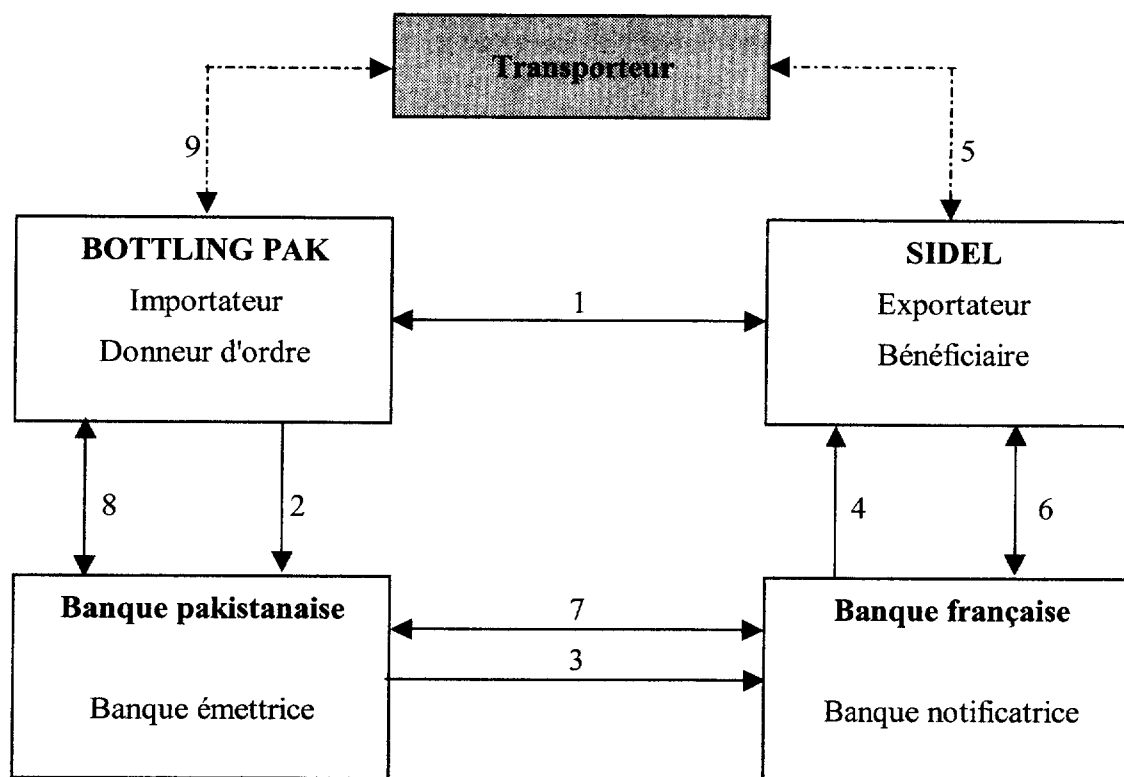 Transporteur
9
5
BOTTLING PAK
Importateur
Donneur d'ordre
1
SIDEL
Exportateur
Bénéficiaire
8
2
4
6
Banque pakistanaise
Banque émettrice
7
3
Banque française
Banque notificatrice